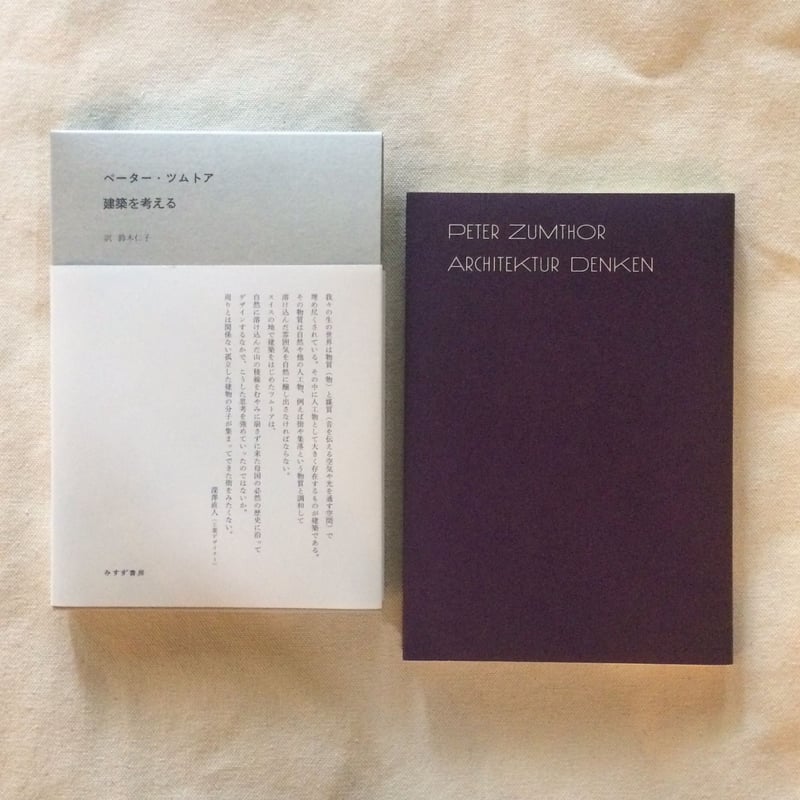 ペーター・ツムトア
建築を考える
訳 鈴木仁子
我々の生の世界は物質（物）と媒質（音を伝える空気や光を通す空間）で
埋め尽くされている。その中に人工物として大きく存在するものが建築である。
その物質は自然や他の人工物、例えば樹や集落という物質と調和して
溶け込んだ雰囲気を自然に醸し出さなければならない。
スイスの地で建築をはじめたツムトアは、
自然に溶け込んだ山の稜線をむやみに崩さずに来た母国の必然の歴史に沿って
デザインするなかで、こうした思考を強めていったのではないか。
周りとは関係ない孤立した建物の分子が集まってできた街をみたくない。
深澤直人（工業デザイナー）
みすず書房
PETER ZUMTHOR
ARCHITEKTUR DENKEN